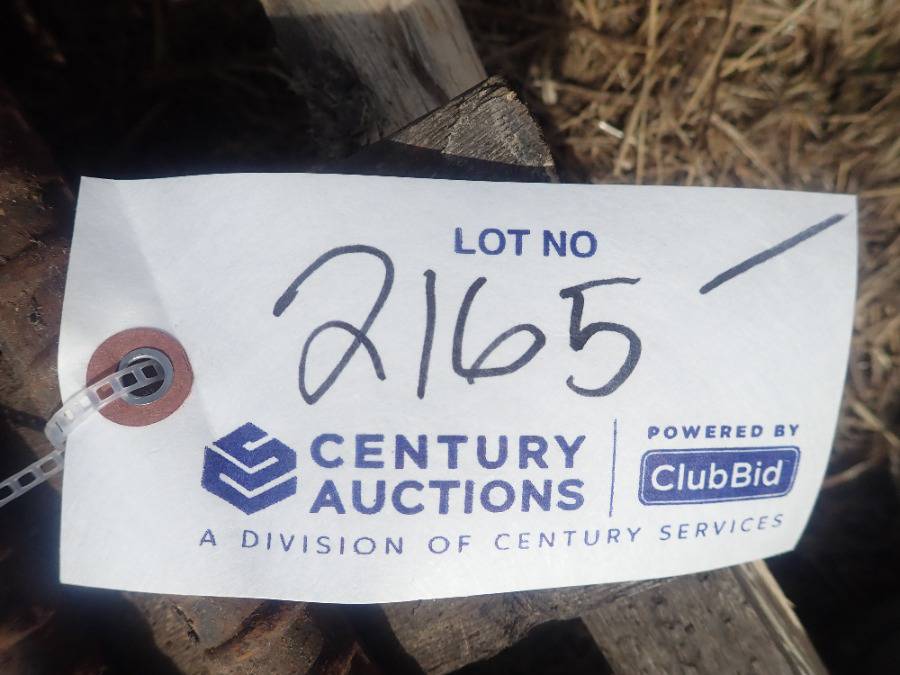 LOT NO
2165 —
CENTURY
AUCTIONS
POWERED BY
ClubBid
A DIVISION OF CENTURY SERVICES